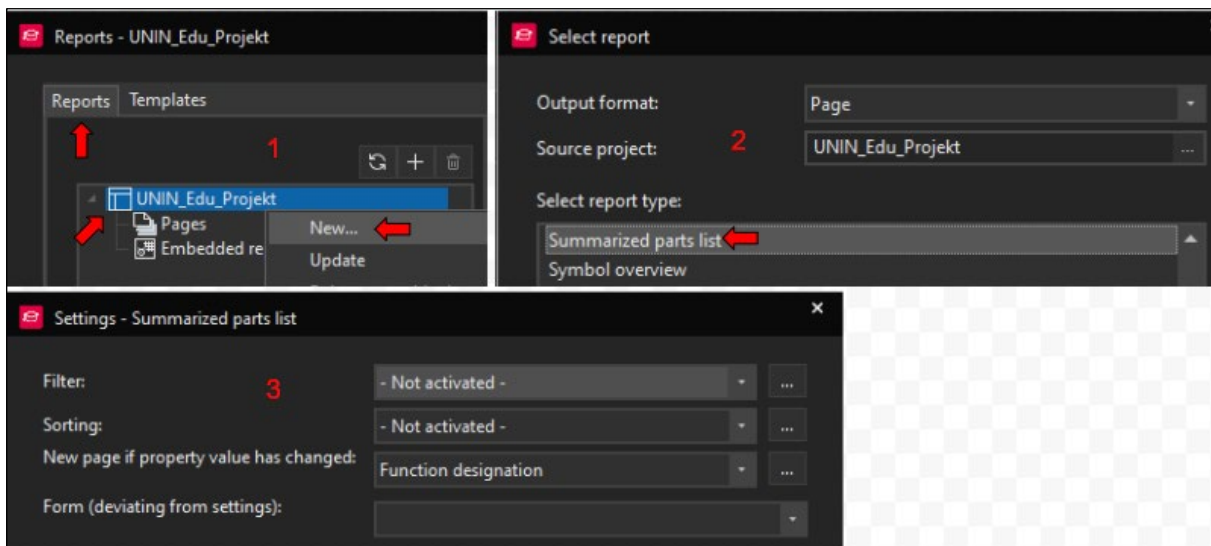 Reports - UNIN_Edu_Projekt
Reports Templates
1
UNIN_Edu_Projekt
Pages
Embedded re
New...
Update
Select report
Output format: Page
Source project: 2 UNIN_Edu_Projekt ...
Select report type:
Summarized parts list
Symbol overview
Settings - Summarized parts list
Filter: 3 - Not activated - ...
Sorting: - Not activated - ...
New page if property value has changed: Function designation ...
Form (deviating from settings):